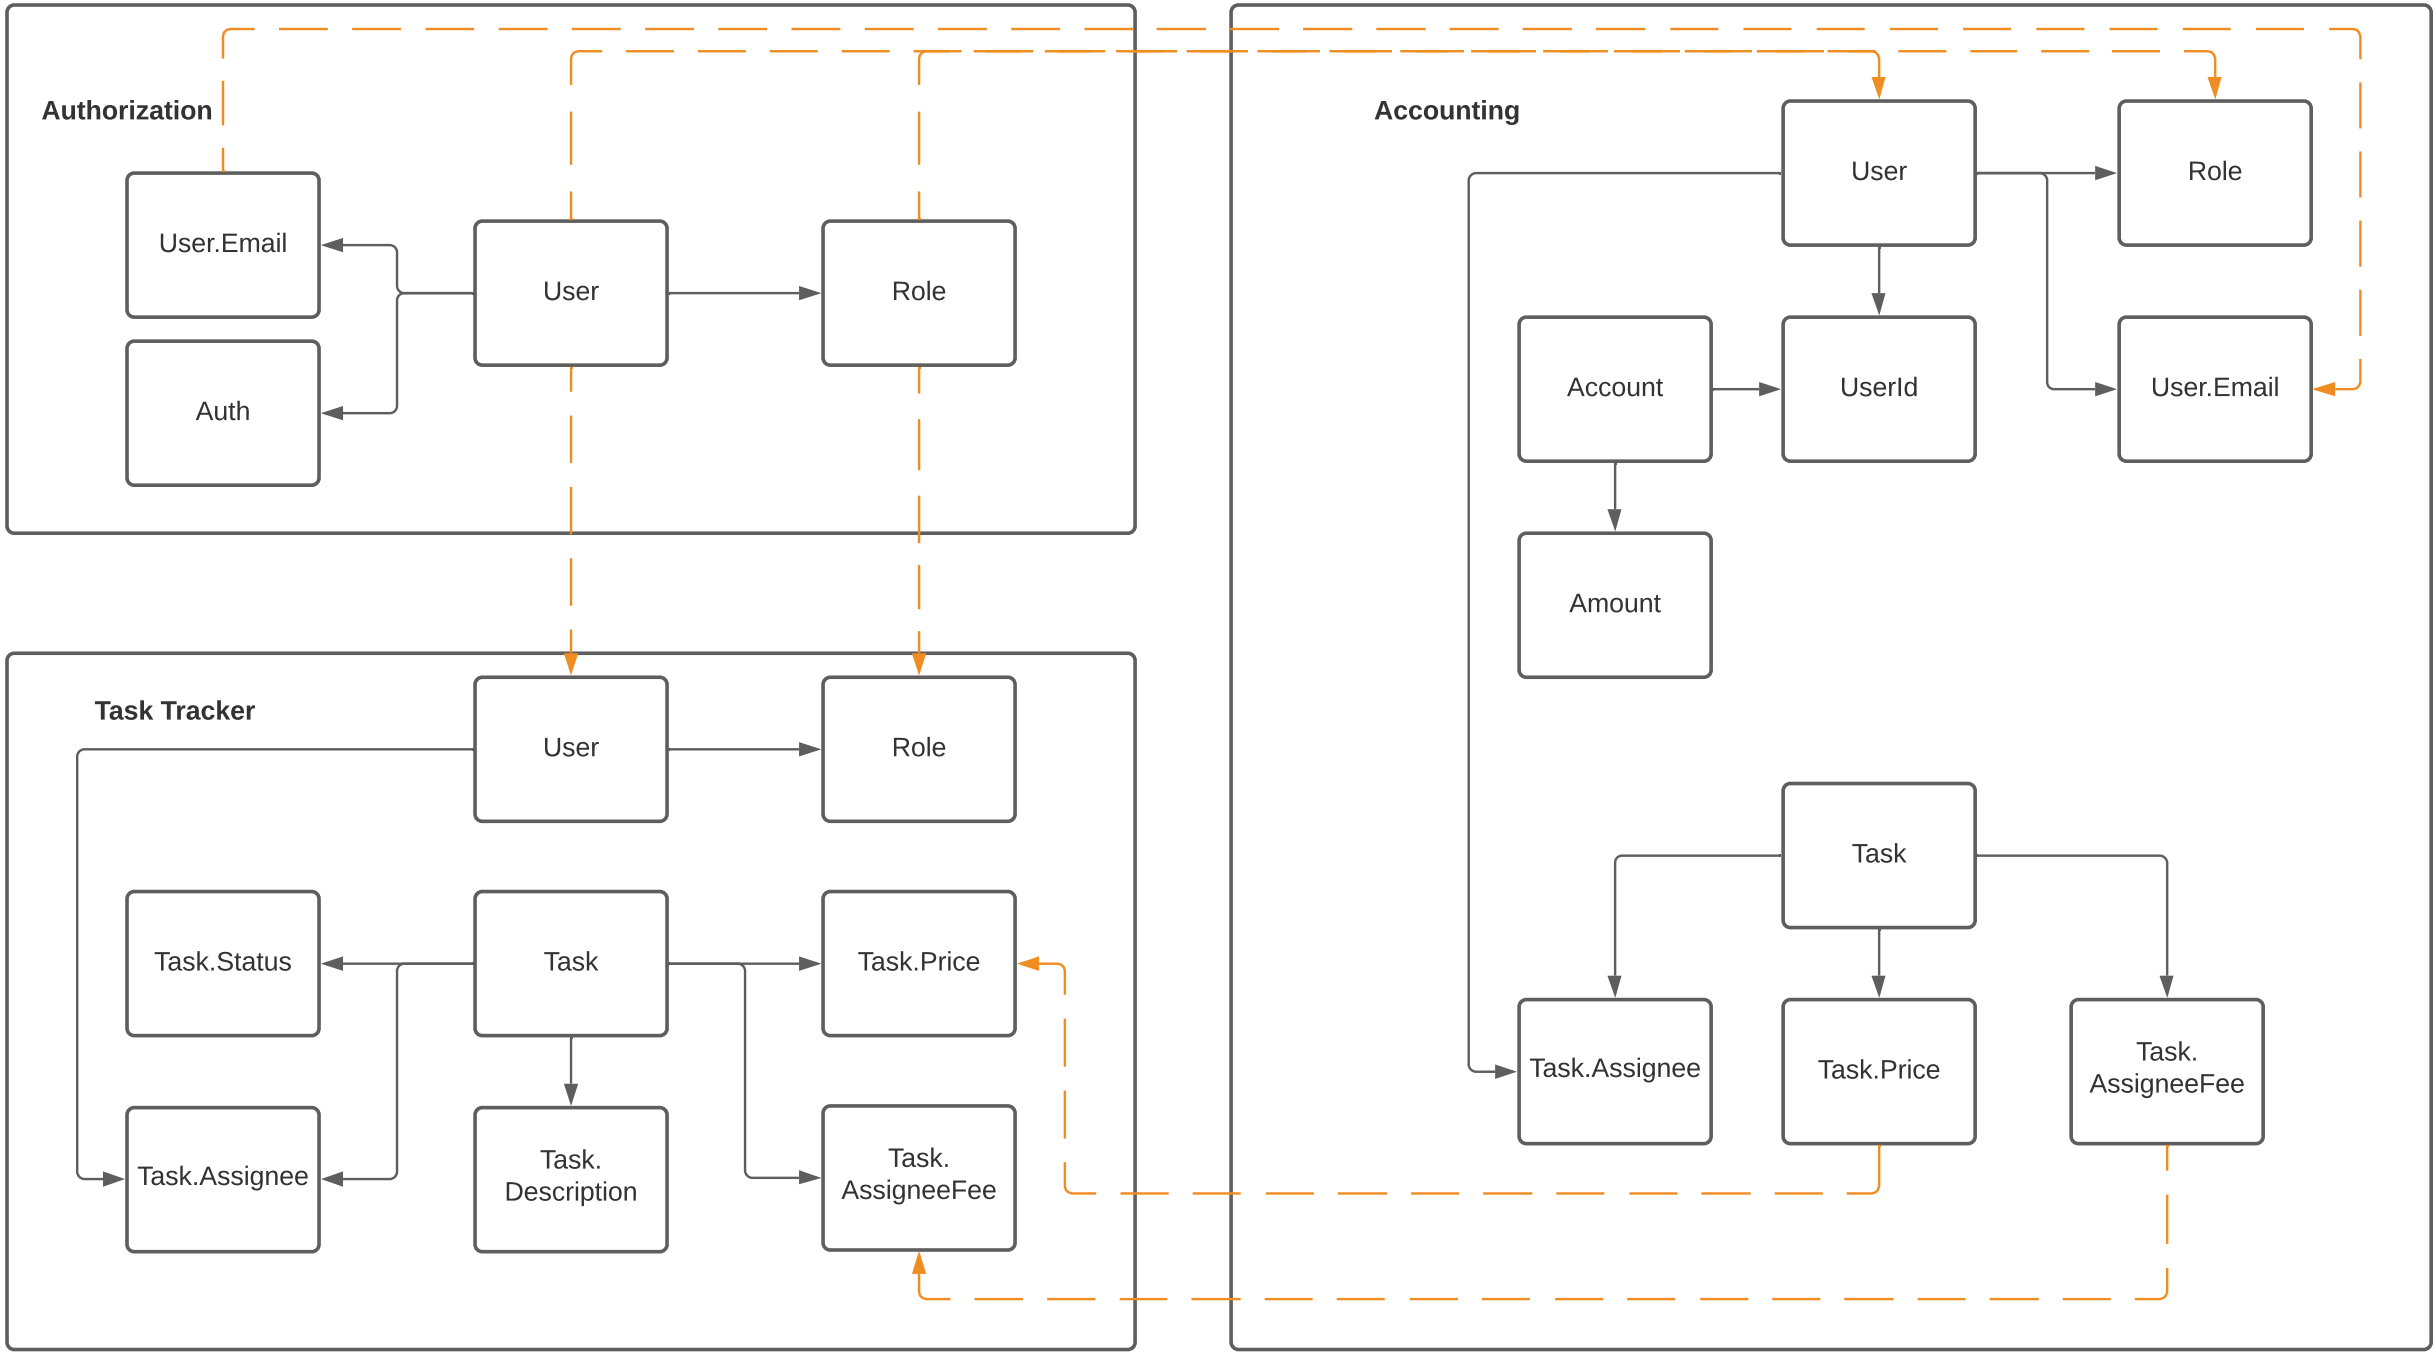 Authorization
User.Email
User
Role
Auth
Accounting
User
Role
Account
UserId
User.Email
Amount
Task Tracker
User
Role
Task.Status
Task
Task.Price
Task.Assignee
Task.
Description
Task.
AssigneeFee
Task
Task.Assignee
Task.Price
Task.
AssigneeFee